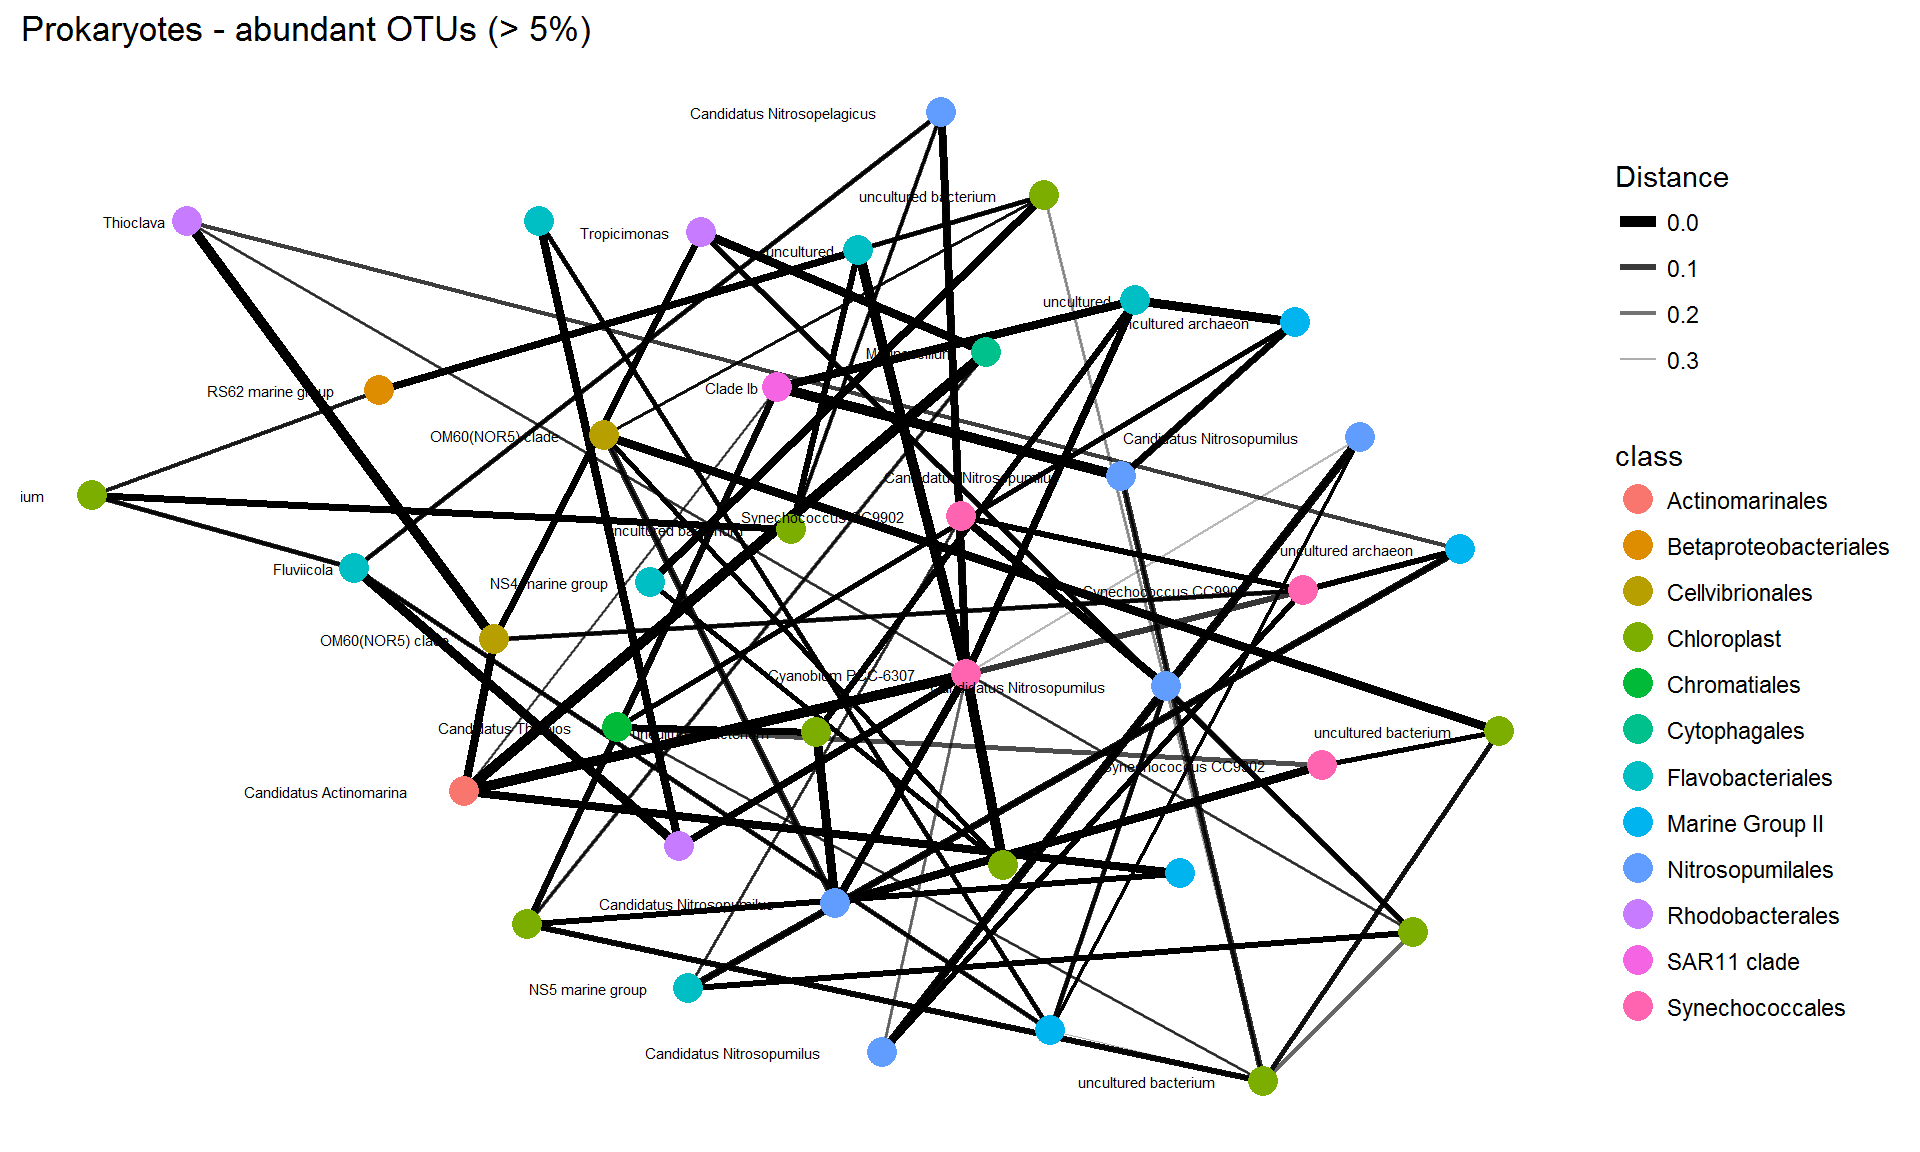 Prokaryotes - abundant OTUs (> 5%)
Candidatus Nitrosopelagicus
uncultured bacterium
Thioclava
Tropicimonas
uncultured
uncultured
uncultured archaeon
Clade Ib
RS62 marine group
OM60(NOR5) clade
Candidatus Nitrosopumilus
Candidatus Nitrosopumilus
ium
Synechococcus CC9902
uncultured bacterium
uncultured archaeon
Fluviicola
NS4 marine group
Synechococcus CC9902
OM60(NOR5) clade
Cyanobium PCC-6307
Candidatus Nitrosopumilus
Candidatus Thiobios
uncultured bacterium
uncultured bacterium
Synechococcus CC9902
Candidatus Actinomarina
Candidatus Nitrosopumilus
NS5 marine group
Candidatus Nitrosopumilus
uncultured bacterium
Distance
0.0
0.1
0.2
0.3
class
Actinomarinales
Betaproteobacteriales
Cellvibrionales
Chloroplast
Chromatiales
Cytophagales
Flavobacteriales
Marine Group II
Nitrosopumilales
Rhodobacterales
SAR11 clade
Synechococcales